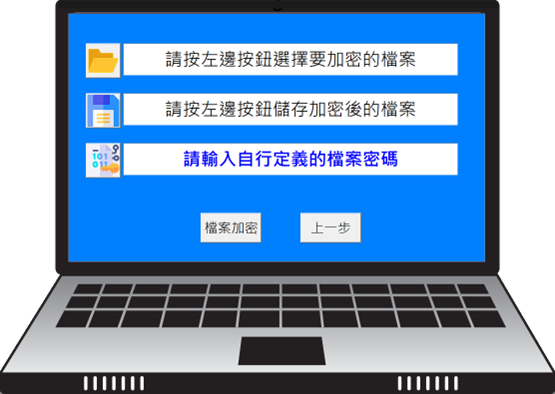 請按左邊按鈕選擇要加密的檔案
請按左邊按鈕儲存加密後的檔案
101
011
請輸入自行定義的檔案密碼
檔案加密 上一步